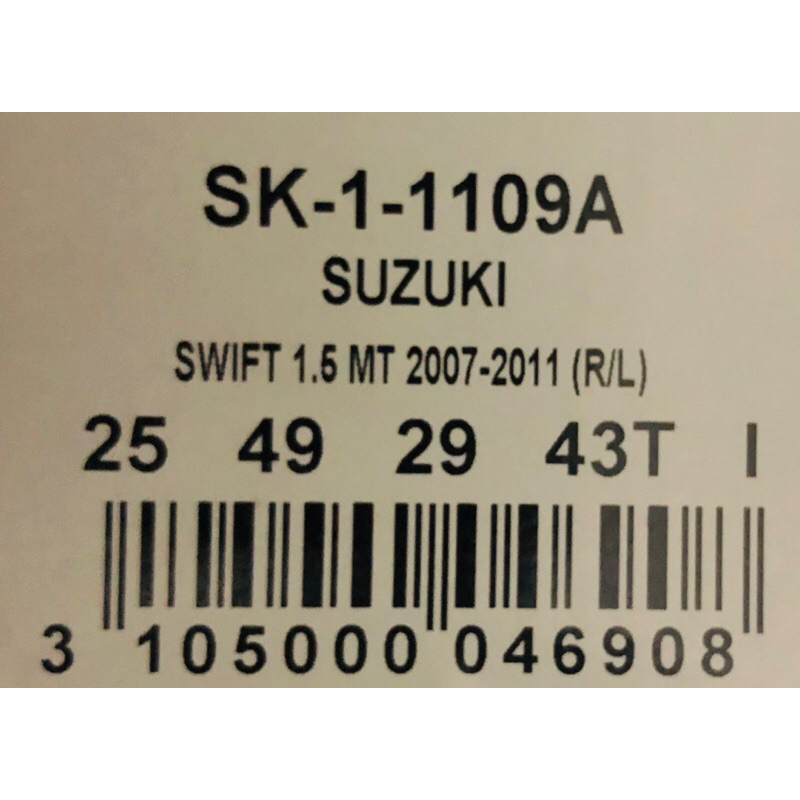 SK-1-1109A
SUZUKI
SWIFT 1.5 MT 2007-2011 (R/L)
25 49 29 43T I
3 105000 046908